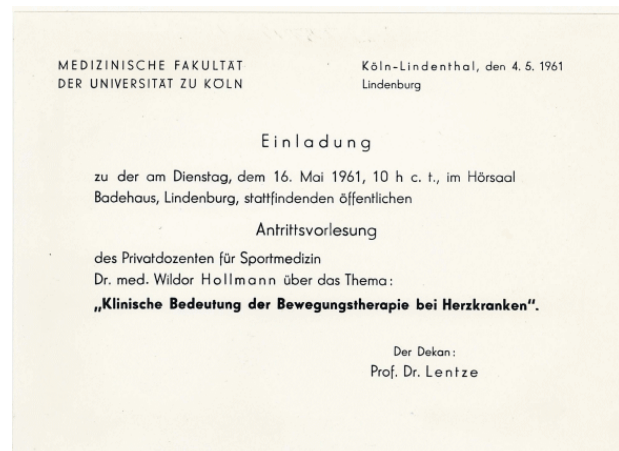 MEDIZINISCHE FAKULTÄT
DER UNIVERSITÄT ZU KÖLN
Köln-Lindenthal, den 4. 5. 1961
Lindenburg
Einladung
zu der am Dienstag, dem 16. Mai 1961, 10 h c. t., im Hörsaal
Badehaus, Lindenburg, stattfindenden öffentlichen
Antrittsvorlesung
des Privatdozenten für Sportmedizin
Dr. med. Wildor Hollmann über das Thema:
„Klinische Bedeutung der Bewegungstherapie bei Herzkranken“.
Der Dekan:
Prof. Dr. Lentze